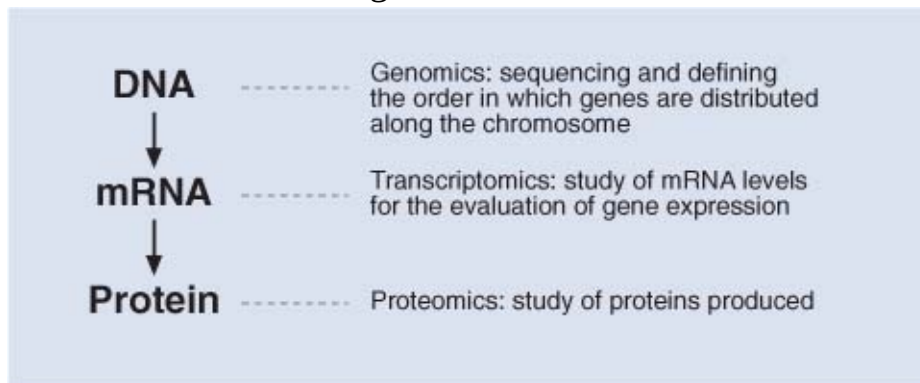 DNA
Genomics: sequencing and defining
the order in which genes are distributed
along the chromosome
mRNA
Transcriptomics: study of mRNA levels
for the evaluation of gene expression
Protein
Proteomics: study of proteins produced